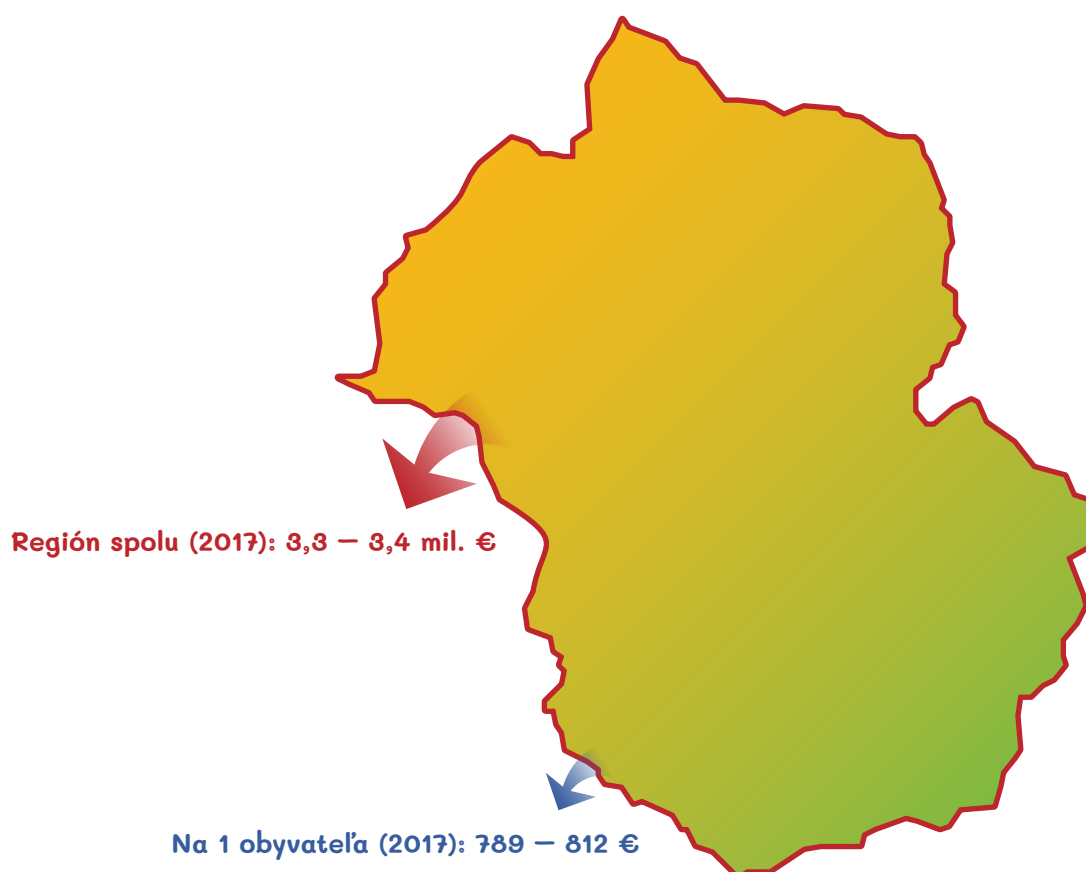 Región spolu (2017): 3,3 – 3,4 mil. €
Na 1 obyvateľa (2017): 789 – 812 €